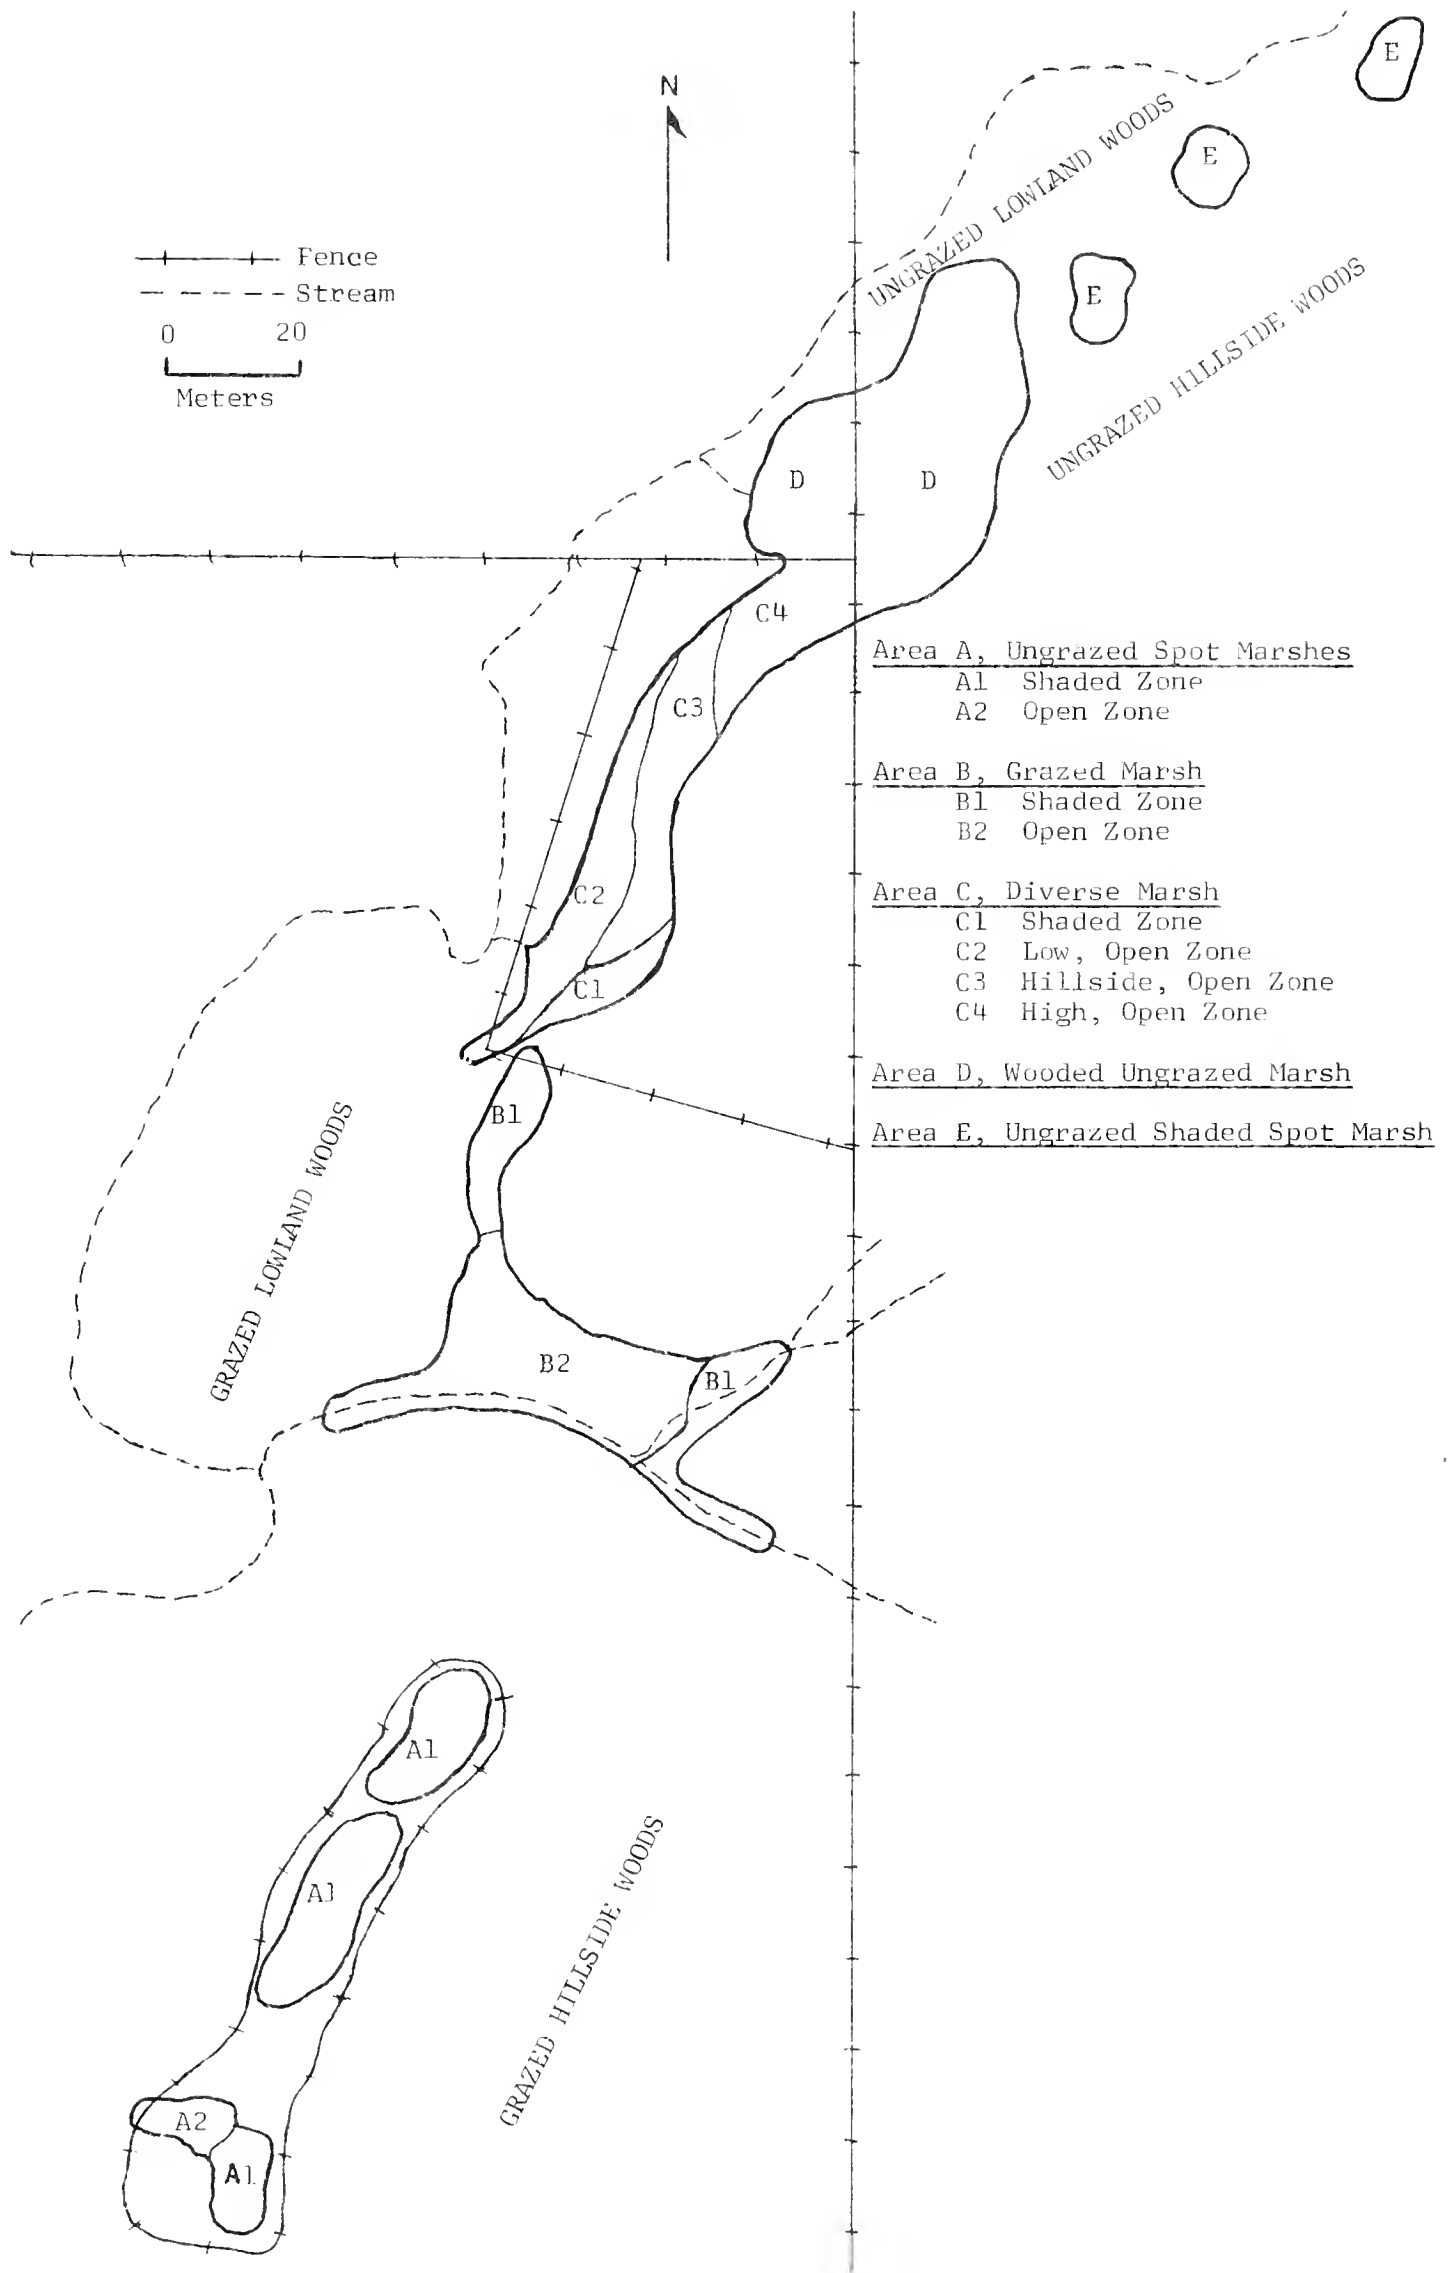 E
N
E
UNGRAZED LOWLAND WOODS
Fence
Stream
0 20
Meters
E
UNGRAZED HILLSIDE WOODS
D D
C4
Area A, Ungrazed Spot Marshes
A1 Shaded Zone
A2 Open Zone
C3
Area B, Grazed Marsh
B1 Shaded Zone
B2 Open Zone
C2
Area C, Diverse Marsh
C1 Shaded Zone
C2 Low, Open Zone
C3 Hillside, Open Zone
C4 High, Open Zone
C1
Area D, Wooded Ungrazed Marsh
B1
Area E, Ungrazed Shaded Spot Marsh
GRAZED LOWLAND WOODS
B2
B1
A1
A1
GRAZED HILLSIDE WOODS
A2
A1